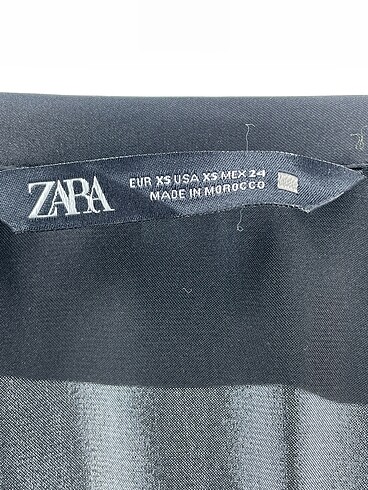 ZARA
EUR XS USA XS MEX 24
MADE IN MOROCCO